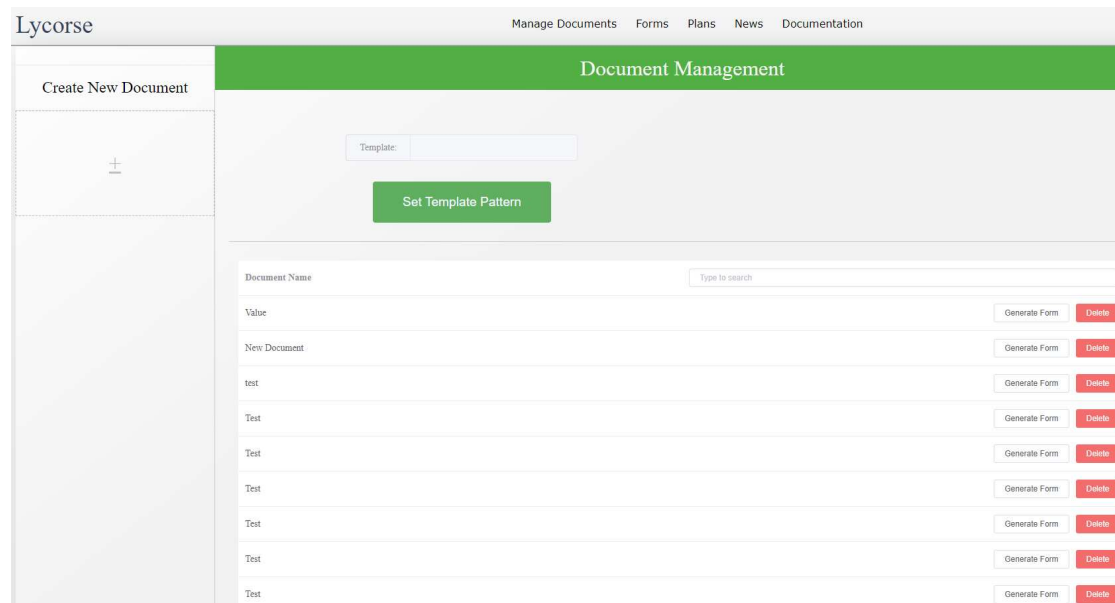 Lycorse
Manage Documents Forms Plans News Documentation
Create New Document
Document Management
Template:
Set Template Pattern
Document Name Type to search
Value Generate Form Delete
New Document Generate Form Delete
test Generate Form Delete
Test Generate Form Delete
Test Generate Form Delete
Test Generate Form Delete
Test Generate Form Delete
Test Generate Form Delete
Test Generate Form Delete